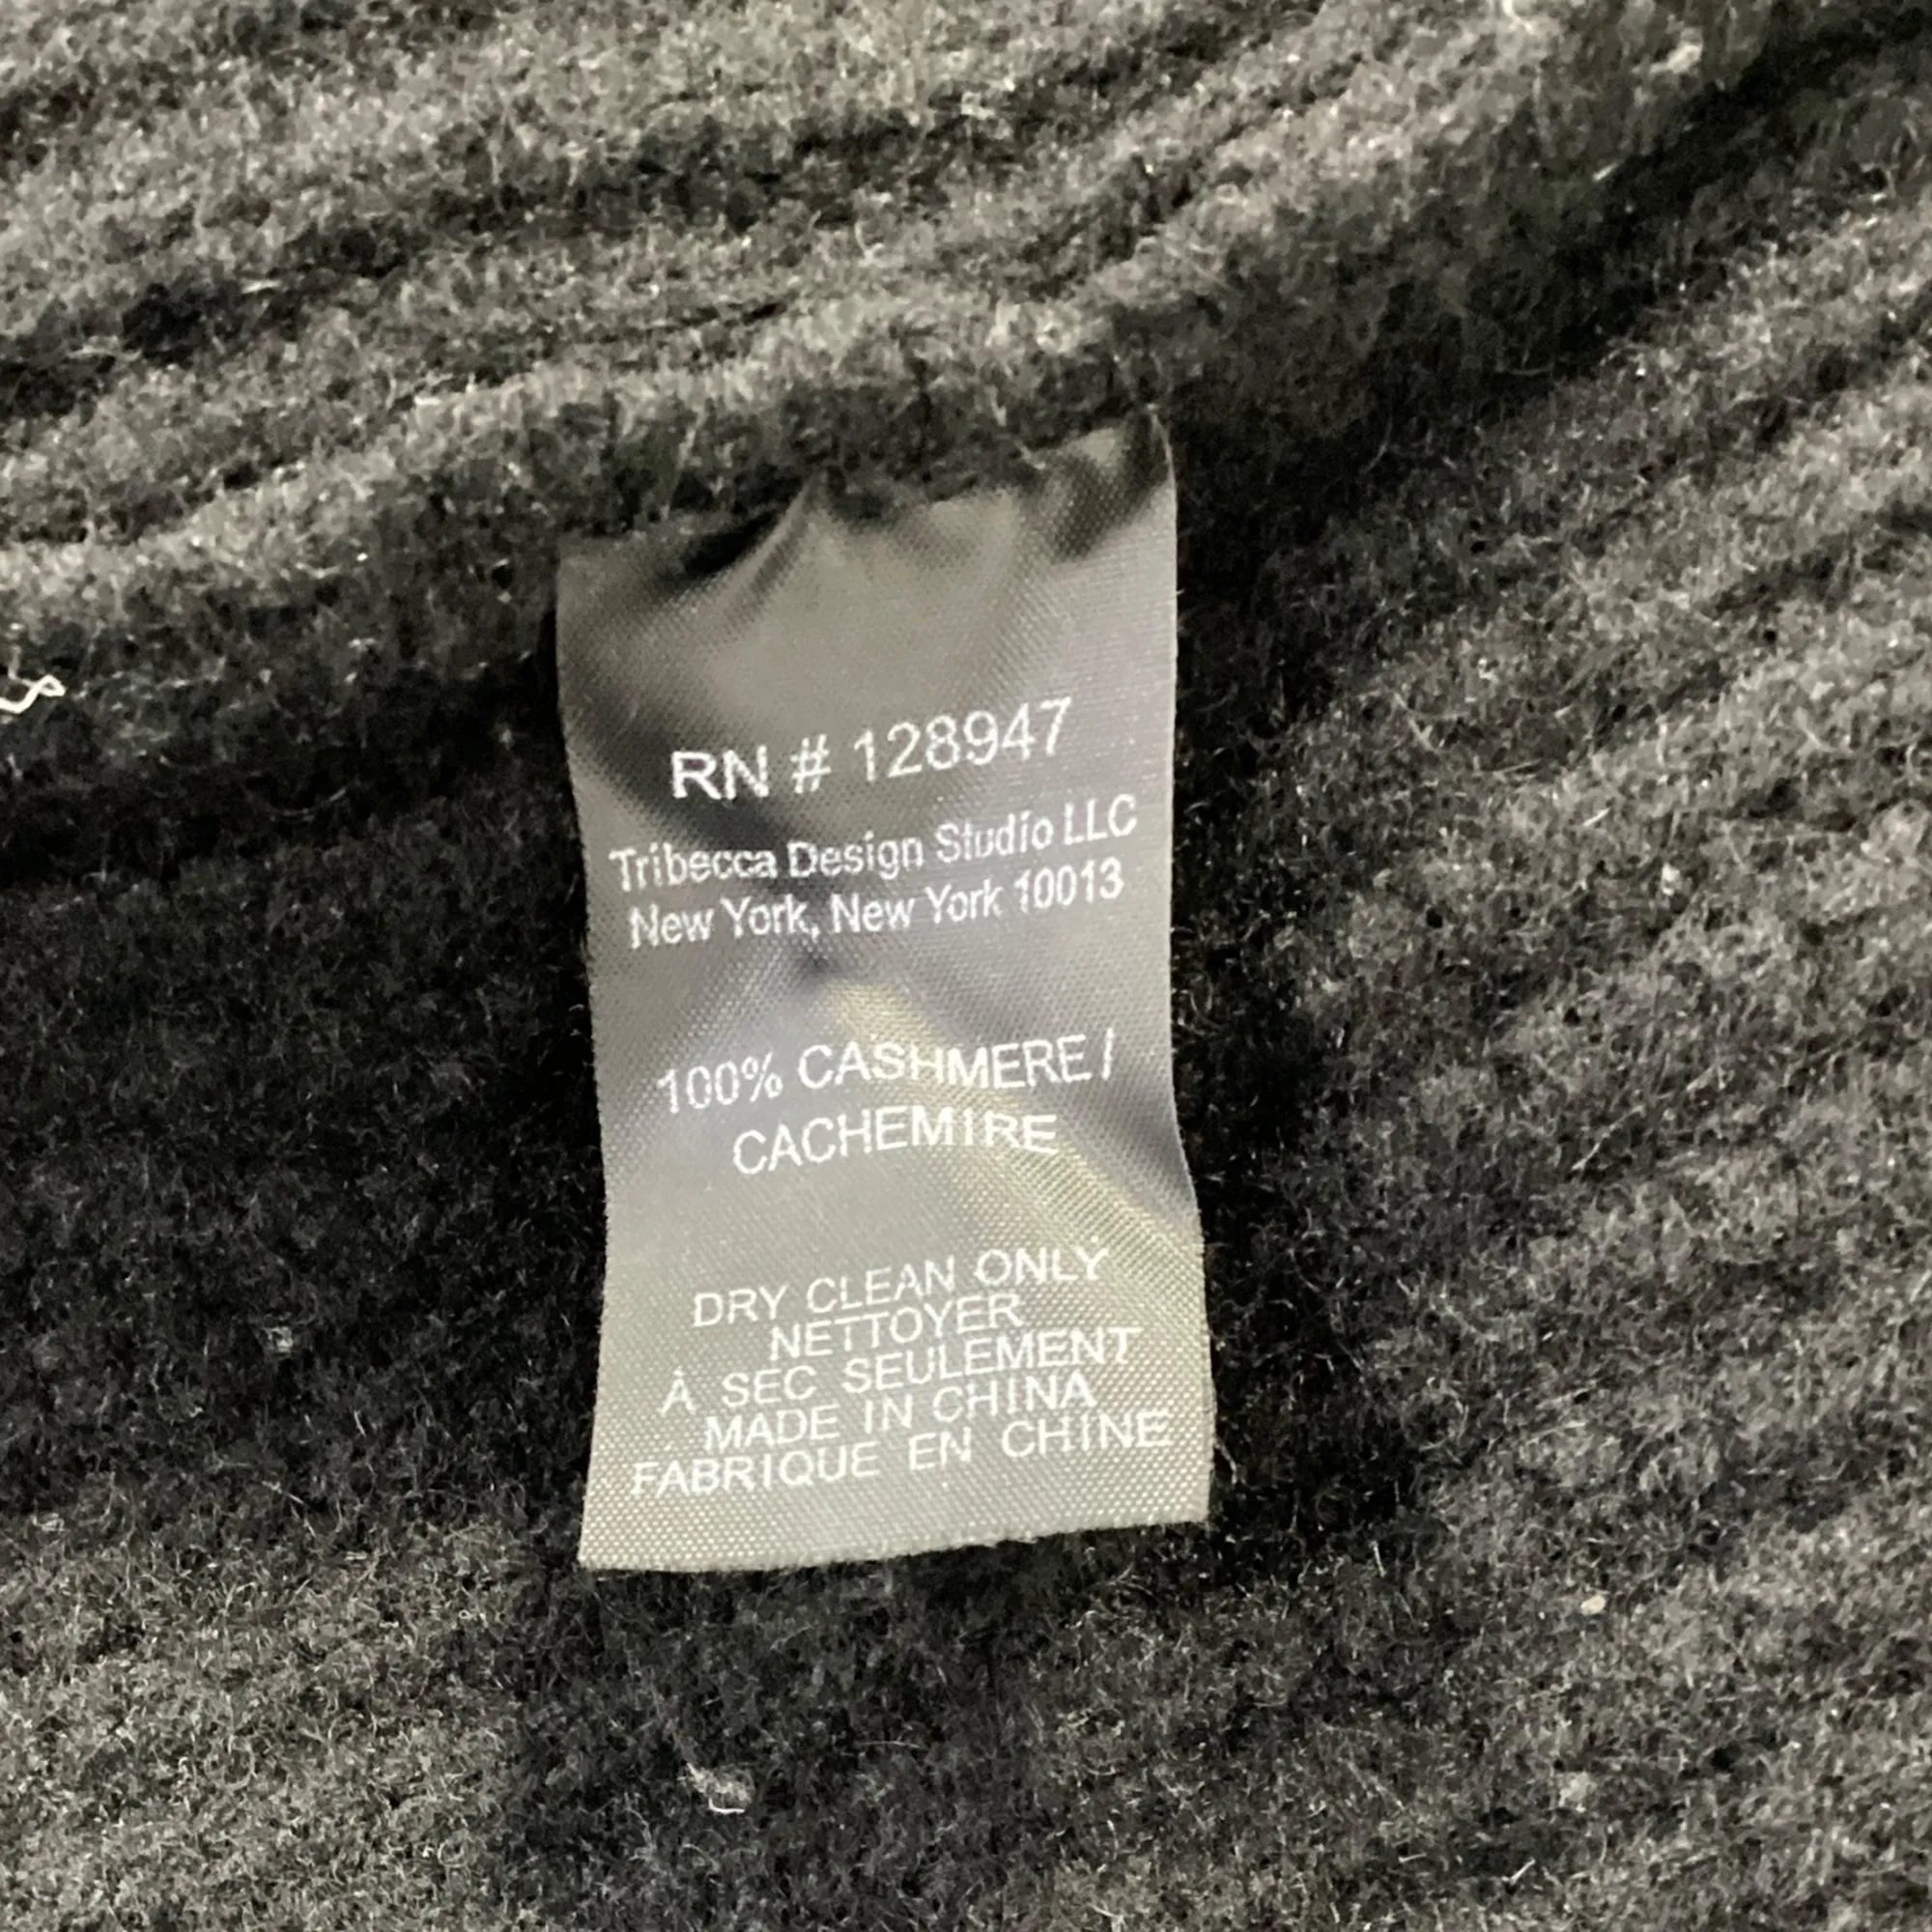 RN # 128947
Tribecca Design Studio LLC
New York, New York 10013
100% CASHMERE /
CACHEMIRE
DRY CLEAN ONLY
NETTOYER
À SEC SEULEMENT
MADE IN CHINA
FABRIQUE EN CHINE